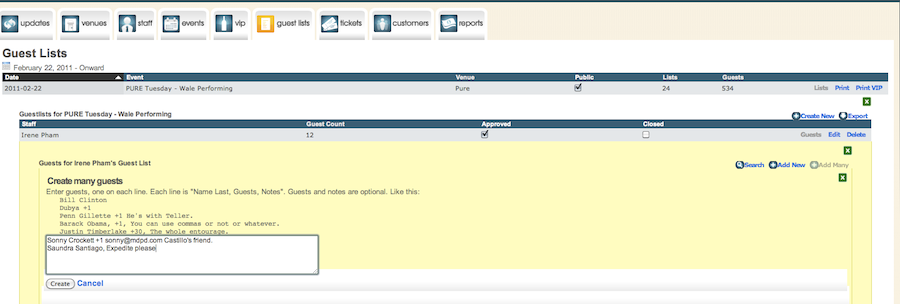 updates venues staff events vip guest lists tickets customers reports
Guest Lists
February 22, 2011 - Onward
Date Event Venue Public Lists Guests
2011-02-22 PURE Tuesday - Wale Performing Pure 24 534 Lists Print Print VIP
X
Guestlists for PURE Tuesday - Wale Performing Create New Export
Staff Guest Count Approved Closed
Irene Pham 12 Guests Edit Delete
X
Guests for Irene Pham's Guest List Search Add New Add Many
X
Create many guests
Enter guests, one on each line. Each line is "Name Last, Guests, Notes". Guests and notes are optional. Like this:
Bill Clinton
Dubya +1
Penn Gillette +1 He's with Teller.
Barack Obama, +1, You can use commas or not or whatever.
Justin Timberlake +30, The whole entourage.
Sonny Crockett +1 sonny@mdpd.com Castillo's friend.
Saundra Santiago, Expedite please
Create Cancel